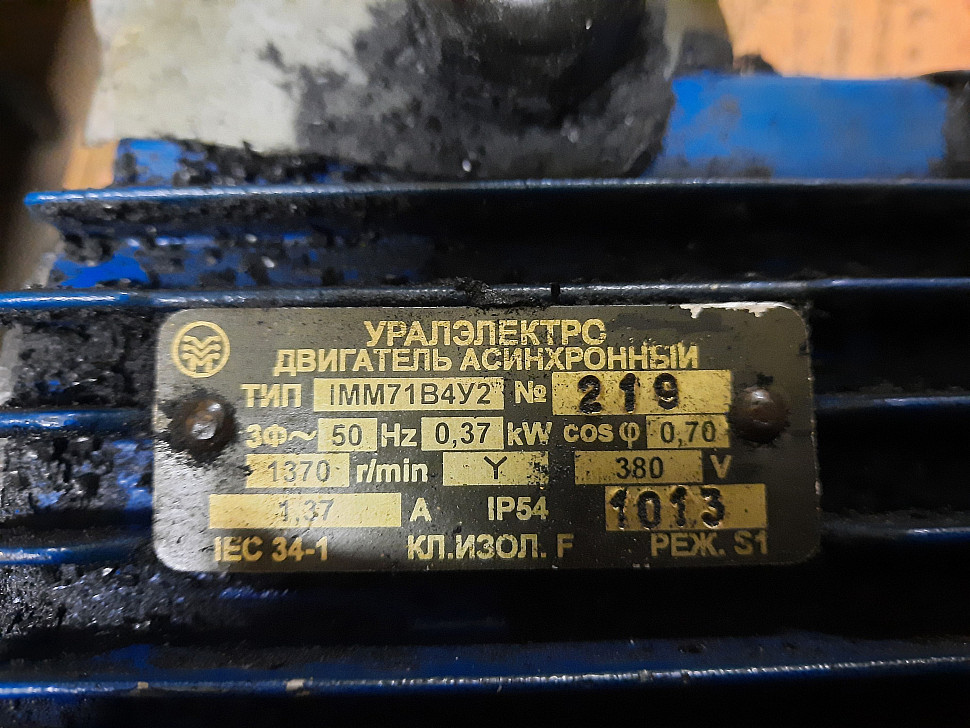 УРАЛЭЛЕКТРО
ДВИГАТЕЛЬ АСИНХРОННЫЙ
ТИП IMM71В4У2 № 219
3Ф~ 50 Hz 0,37 kW cos φ 0,70
1370 r/min Y 380 V
1,37 A IP54 1013
IEC 34-1 КЛ.ИЗОЛ. F РЕЖ. S1